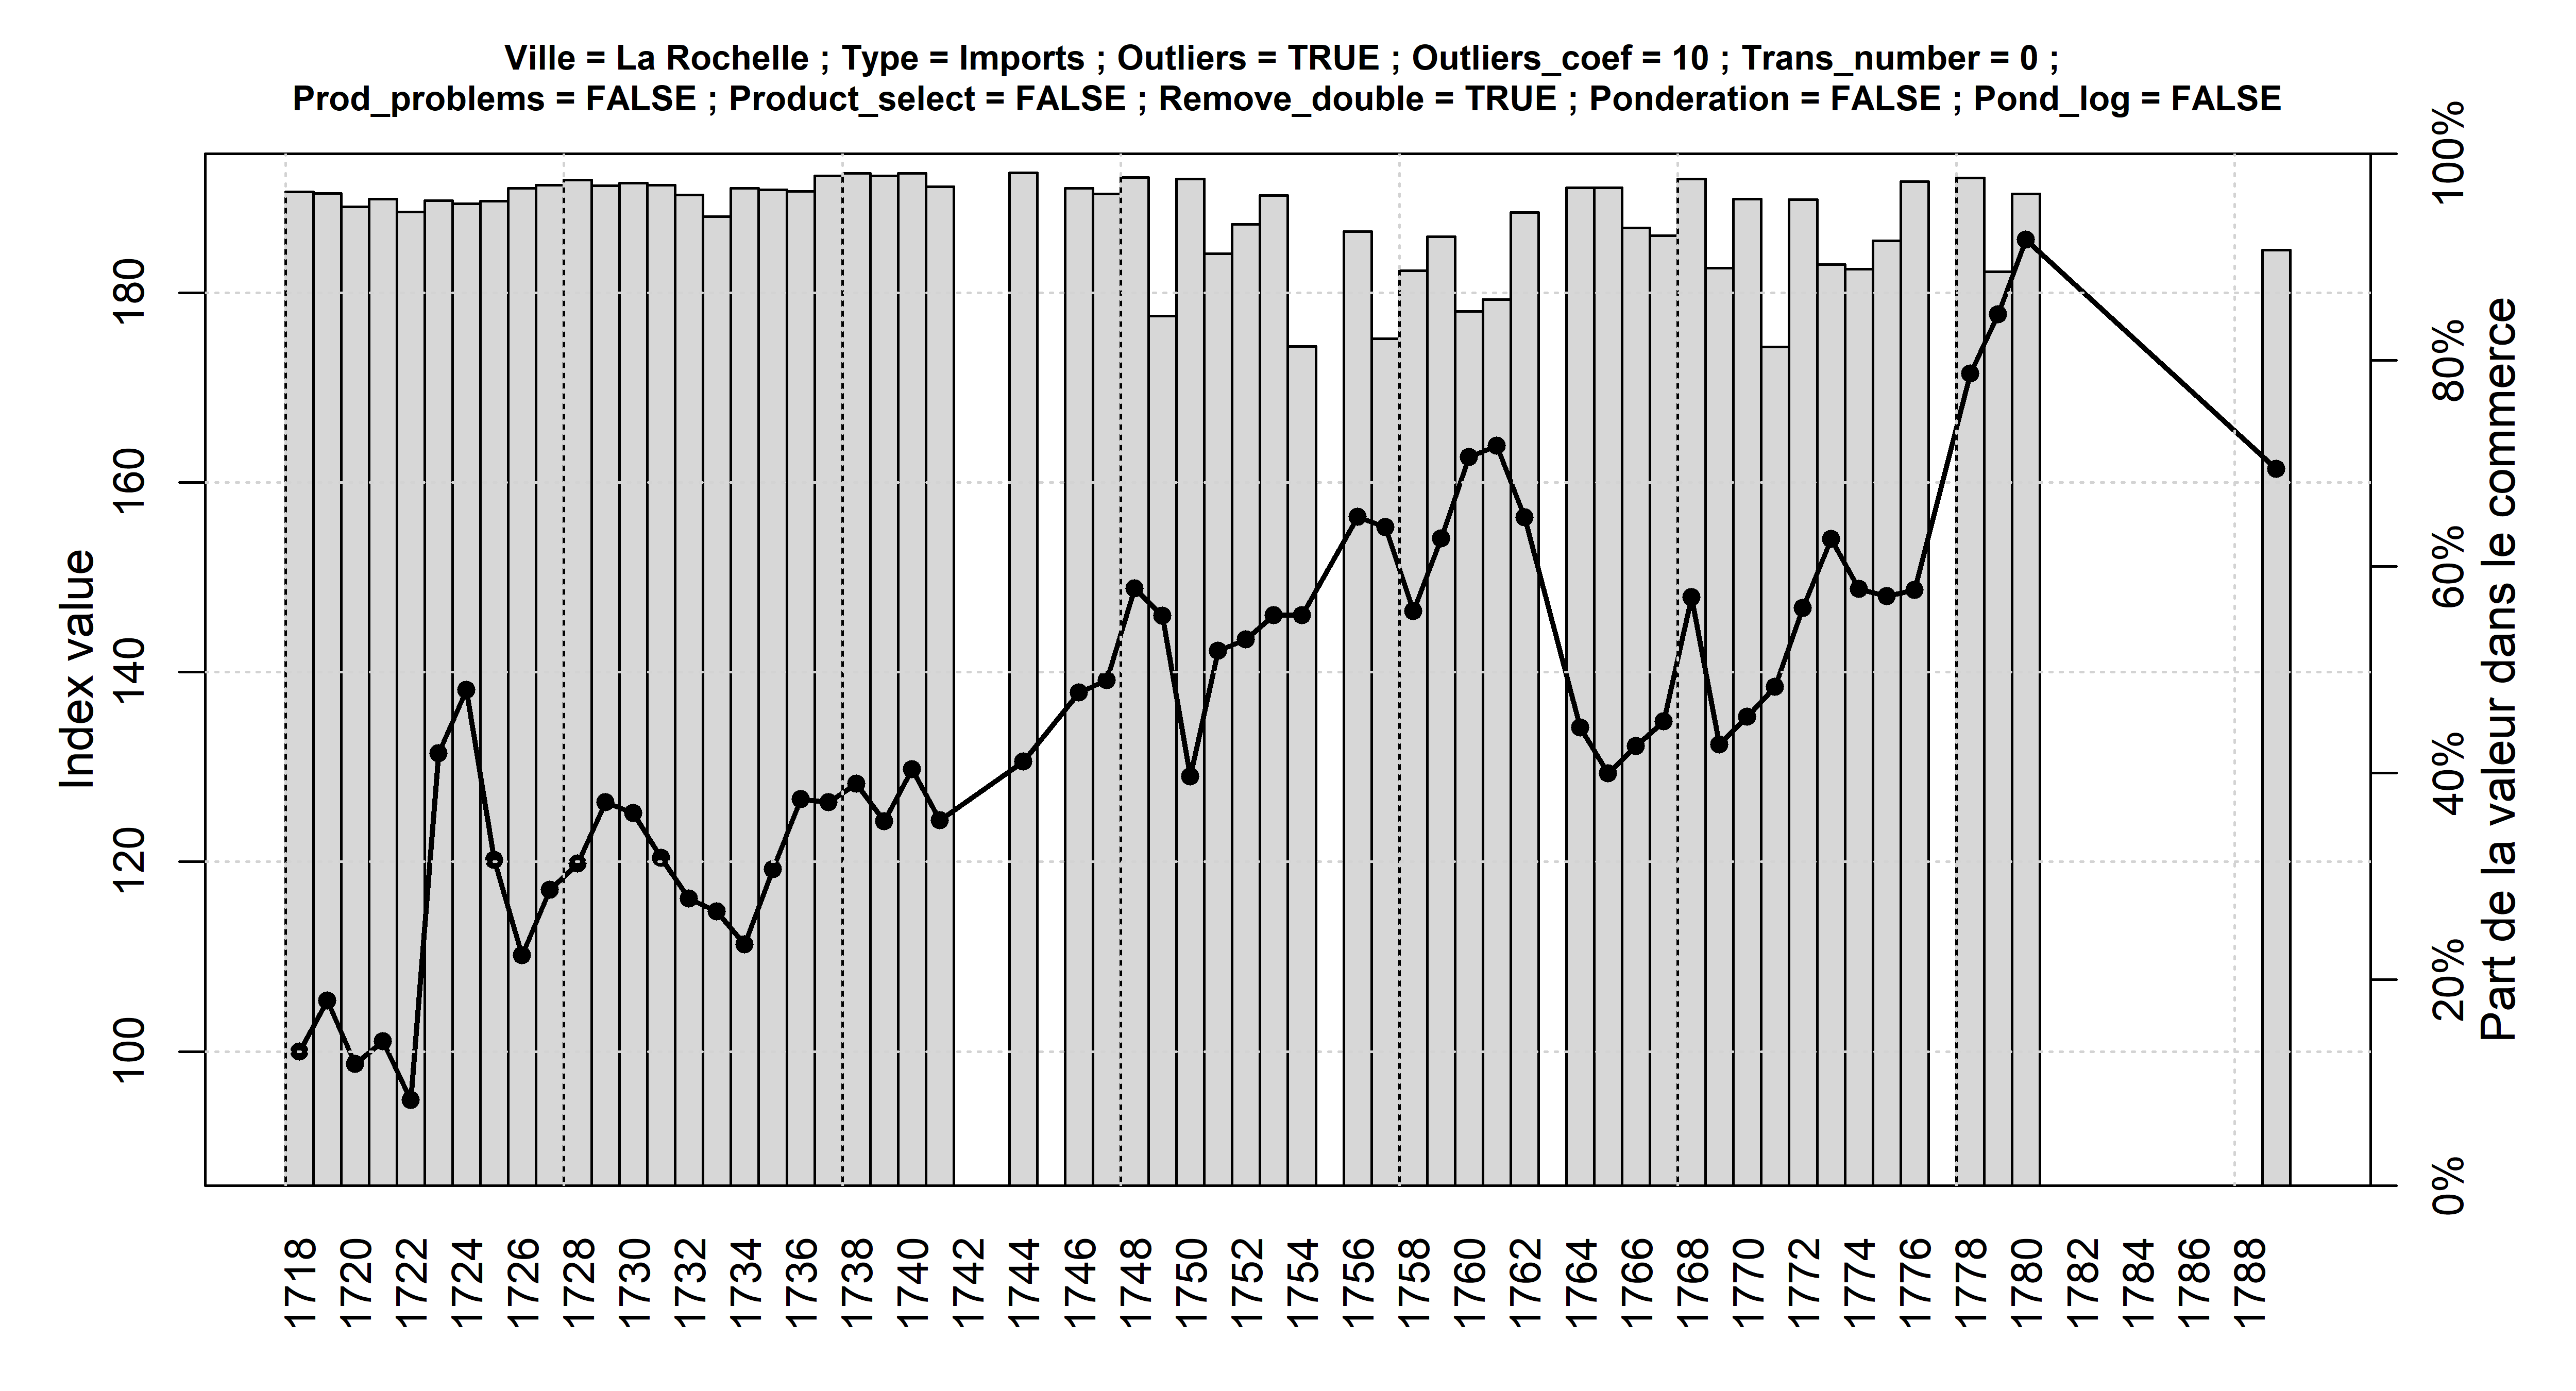 Ville = La Rochelle ; Type = Imports ; Outliers = TRUE ; Outliers_coef = 10 ; Trans_number = 0 ;
Prod_problems = FALSE ; Product_select = FALSE ; Remove_double = TRUE ; Ponderation = FALSE ; Pond_log = FALSE
Index value
180
160
140
120
100
100%
80%
60%
40%
20%
0%
Part de la valeur dans le commerce
1718 1720 1722 1724 1726 1728 1730 1732 1734 1736 1738 1740 1742 1744 1746 1748 1750 1752 1754 1756 1758 1760 1762 1764 1766 1768 1770 1772 1774 1776 1778 1780 1782 1784 1786 1788